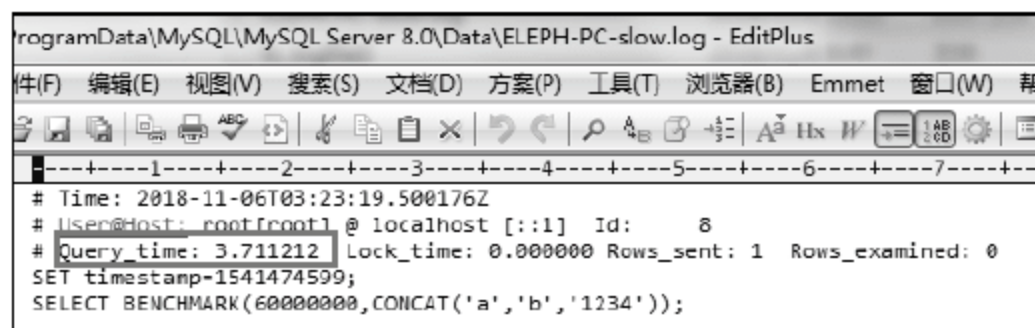 rogramData\MySQL\MySQL Server 8.0\Data\ELEPH-PC-slow.log - EditPlus
件(F) 编辑(E) 视图(V) 搜索(S) 文档(D) 方案(P) 工具(T) 浏览器(B) Emmet 窗口(W)
----+----1----+----2----+----3----+----4----+----5----+----6----+----7----+--
# Time: 2018-11-06T03:23:19.500176Z
# User@Host: root[root] @ localhost [::1] Id: 8
# Query_time: 3.711212 Lock_time: 0.000000 Rows_sent: 1 Rows_examined: 0
SET timestamp=1541474599;
SELECT BENCHMARK(60000000,CONCAT('a','b','1234'));